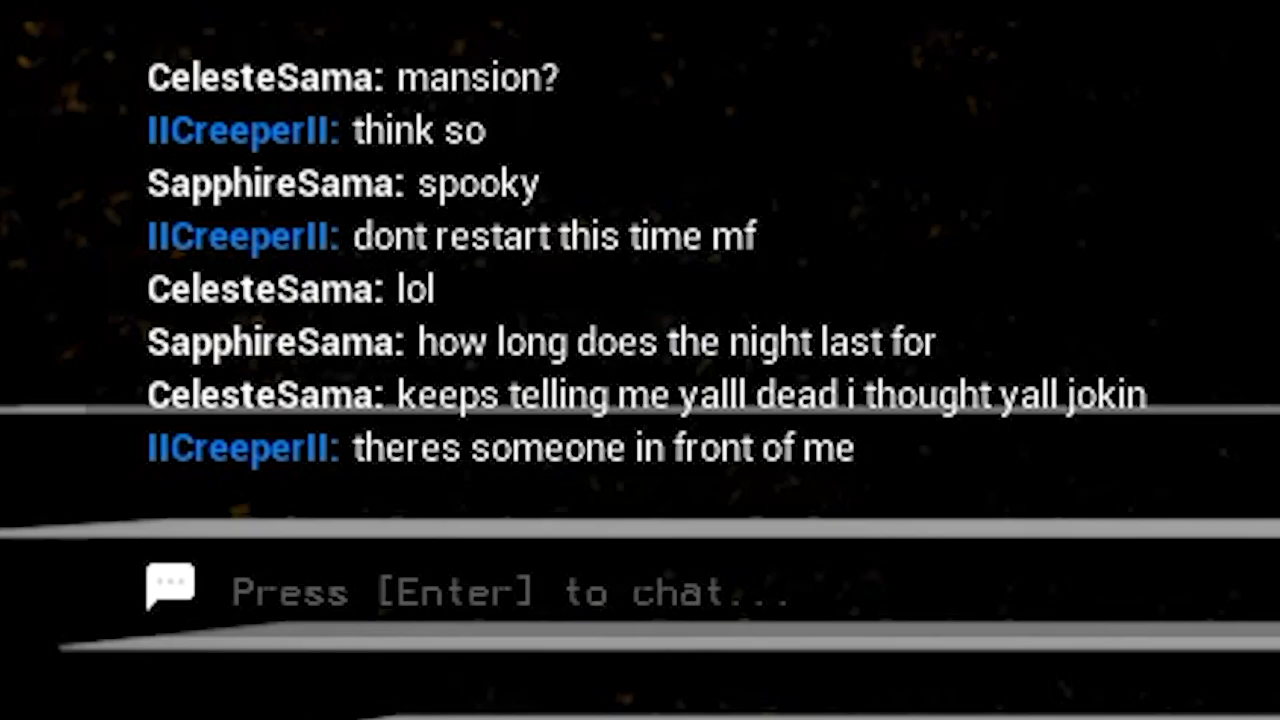 CelesteSama: mansion?
IICreeperII: think so
SapphireSama: spooky
IICreeperII: dont restart this time mf
CelesteSama: lol
SapphireSama: how long does the night last for
CelesteSama: keeps telling me yalll dead i thought yall jokin
IICreeperII: theres someone in front of me
Press [Enter] to chat...